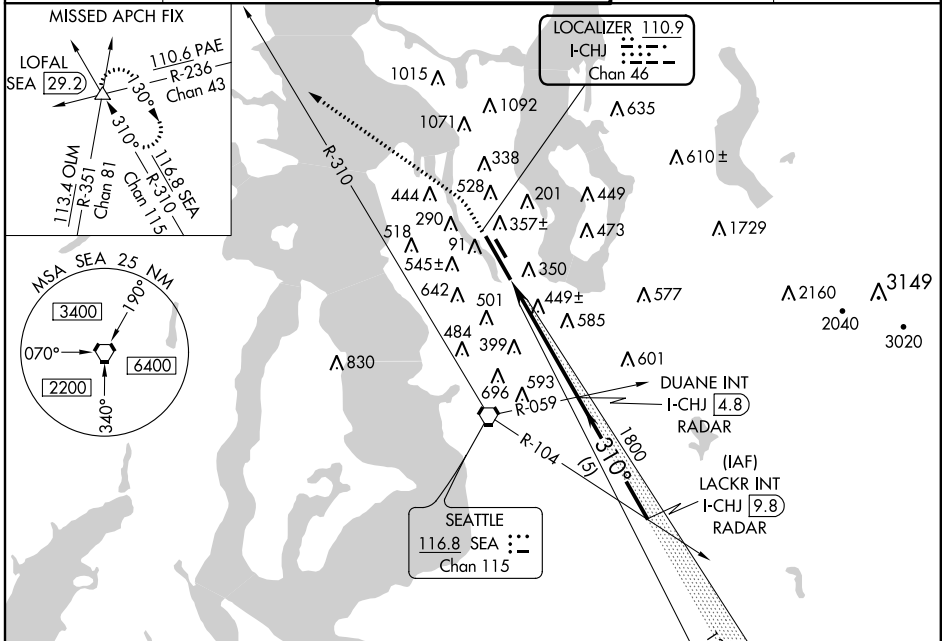 MISSED APCH FIX
LOFAL
SEA 29.2
110.6 PAE
R-236
Chan 43
130°
310°
116.8 SEA
R-310
Chan 115
113.4 OLM
R-351
Chan 81
LOCALIZER 110.9
I-CHJ
Chan 46
MSA SEA 25 NM
190°
3400
070°
6400
2200
340°
R-310
1015
1092
635
1071
610 ±
338
528
444
201
449
290
357±
473
1729
518
91
545±
350
642
449±
577
2160
3149
501
585
2040
3020
484
399
830
601
696
593
R-059
DUANE INT
I-CHJ 4.8
RADAR
R-104
310°
1800
(5)
(IAF)
LACKR INT
I-CHJ 9.8
RADAR
SEATTLE
116.8 SEA
Chan 115